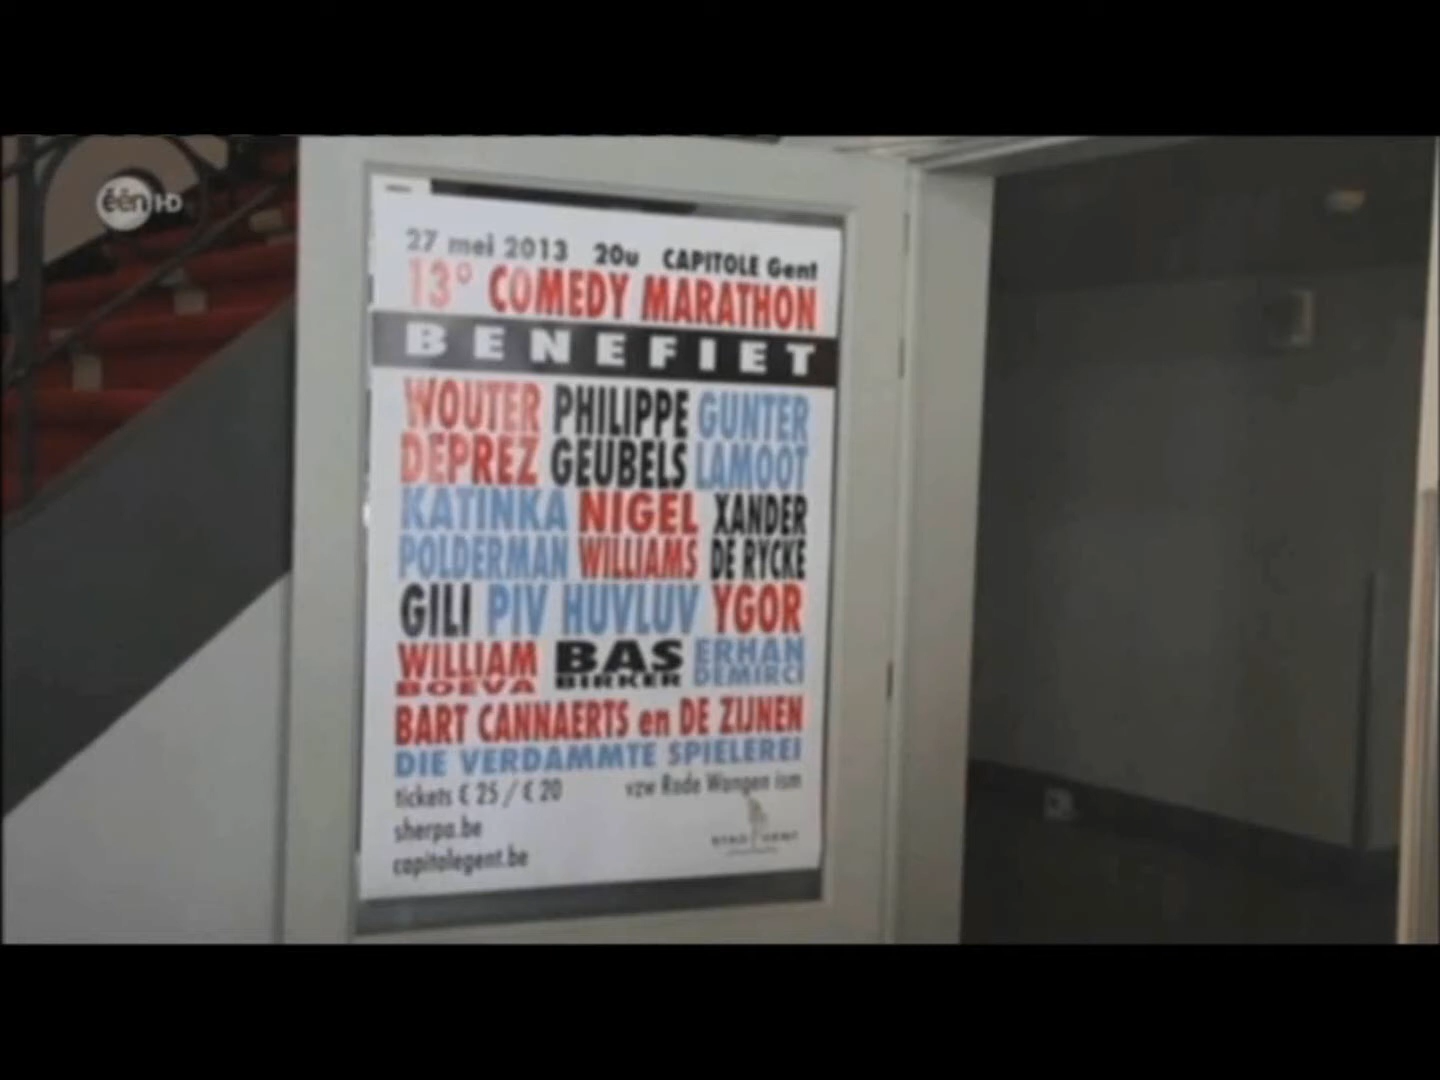 één HD
27 mei 2013 20u CAPITOLE Gent
13° COMEDY MARATHON
BENEFIET
WOUTER DEPREZ
PHILIPPE GEUBELS
GUNTER LAMOOT
KATINKA POLDERMAN
NIGEL WILLIAMS
XANDER DE RYCKE
GILI PIV HUVLUV YGOR
WILLIAM BOEVA
BAS BIRKER
ERHAN DEMIRCI
BART CANNAERTS en DE ZIJNEN
DIE VERDAMMTE SPIELEREI
tickets € 25 / € 20 vzw Rode Wangen ism
sherpa.be
capitolegent.be
STAD GENT